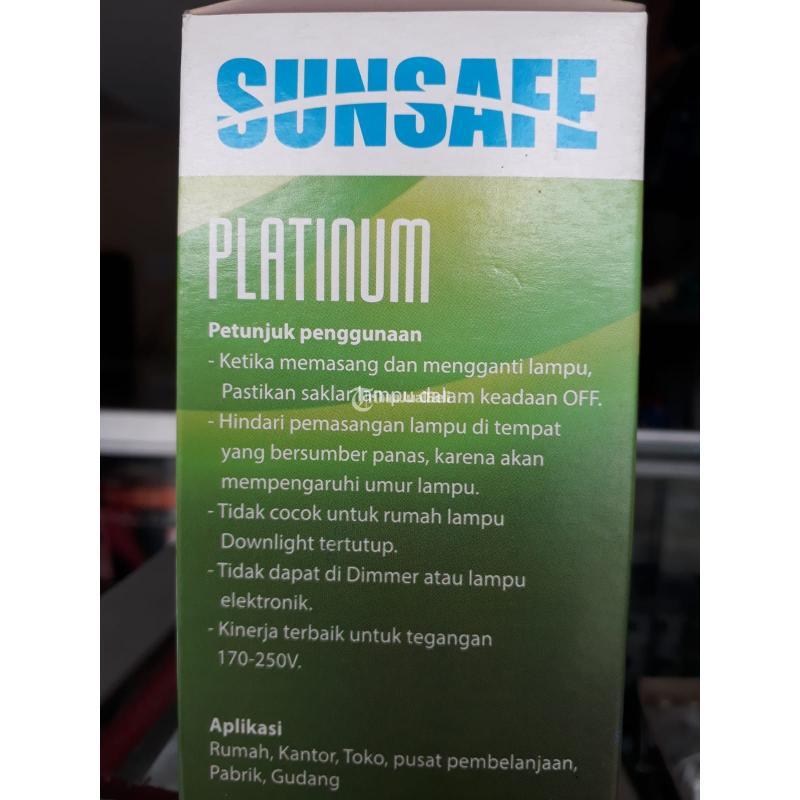 SUNSAFE
PLATINUM
Petunjuk penggunaan
- Ketika memasang dan mengganti lampu,
Pastikan saklar lampu dalam keadaan OFF.
- Hindari pemasangan lampu di tempat
yang bersumber panas, karena akan
mempengaruhi umur lampu.
- Tidak cocok untuk rumah lampu
Downlight tertutup.
- Tidak dapat di Dimmer atau lampu
elektronik.
- Kinerja terbaik untuk tegangan
170-250V.
Aplikasi
Rumah, Kantor, Toko, pusat pembelanjaan,
Pabrik, Gudang